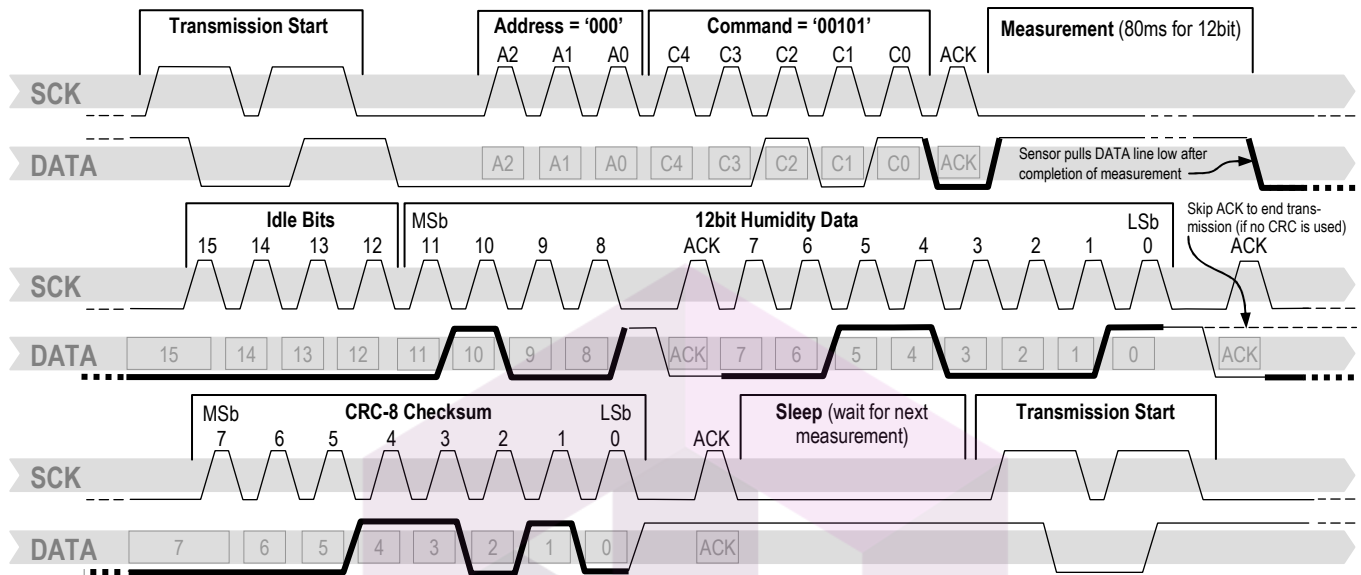 Transmission Start
Address = ‘000’
Command = ‘00101’
Measurement (80ms for 12bit)
A2 A1 A0 C4 C3 C2 C1 C0 ACK
SCK
DATA
A2 A1 A0 C4 C3 C2 C1 C0 ACK
Sensor pulls DATA line low after
completion of measurement
Idle Bits
MSb
12bit Humidity Data
LSb
Skip ACK to end trans-
mission (if no CRC is used)
15 14 13 12 11 10 9 8 ACK 7 6 5 4 3 2 1 0 ACK
SCK
DATA
15 14 13 12 11 10 9 8 ACK 7 6 5 4 3 2 1 0 ACK
MSb
CRC-8 Checksum
LSb
Sleep (wait for next
measurement)
Transmission Start
7 6 5 4 3 2 1 0 ACK
SCK
DATA
7 6 5 4 3 2 1 0 ACK